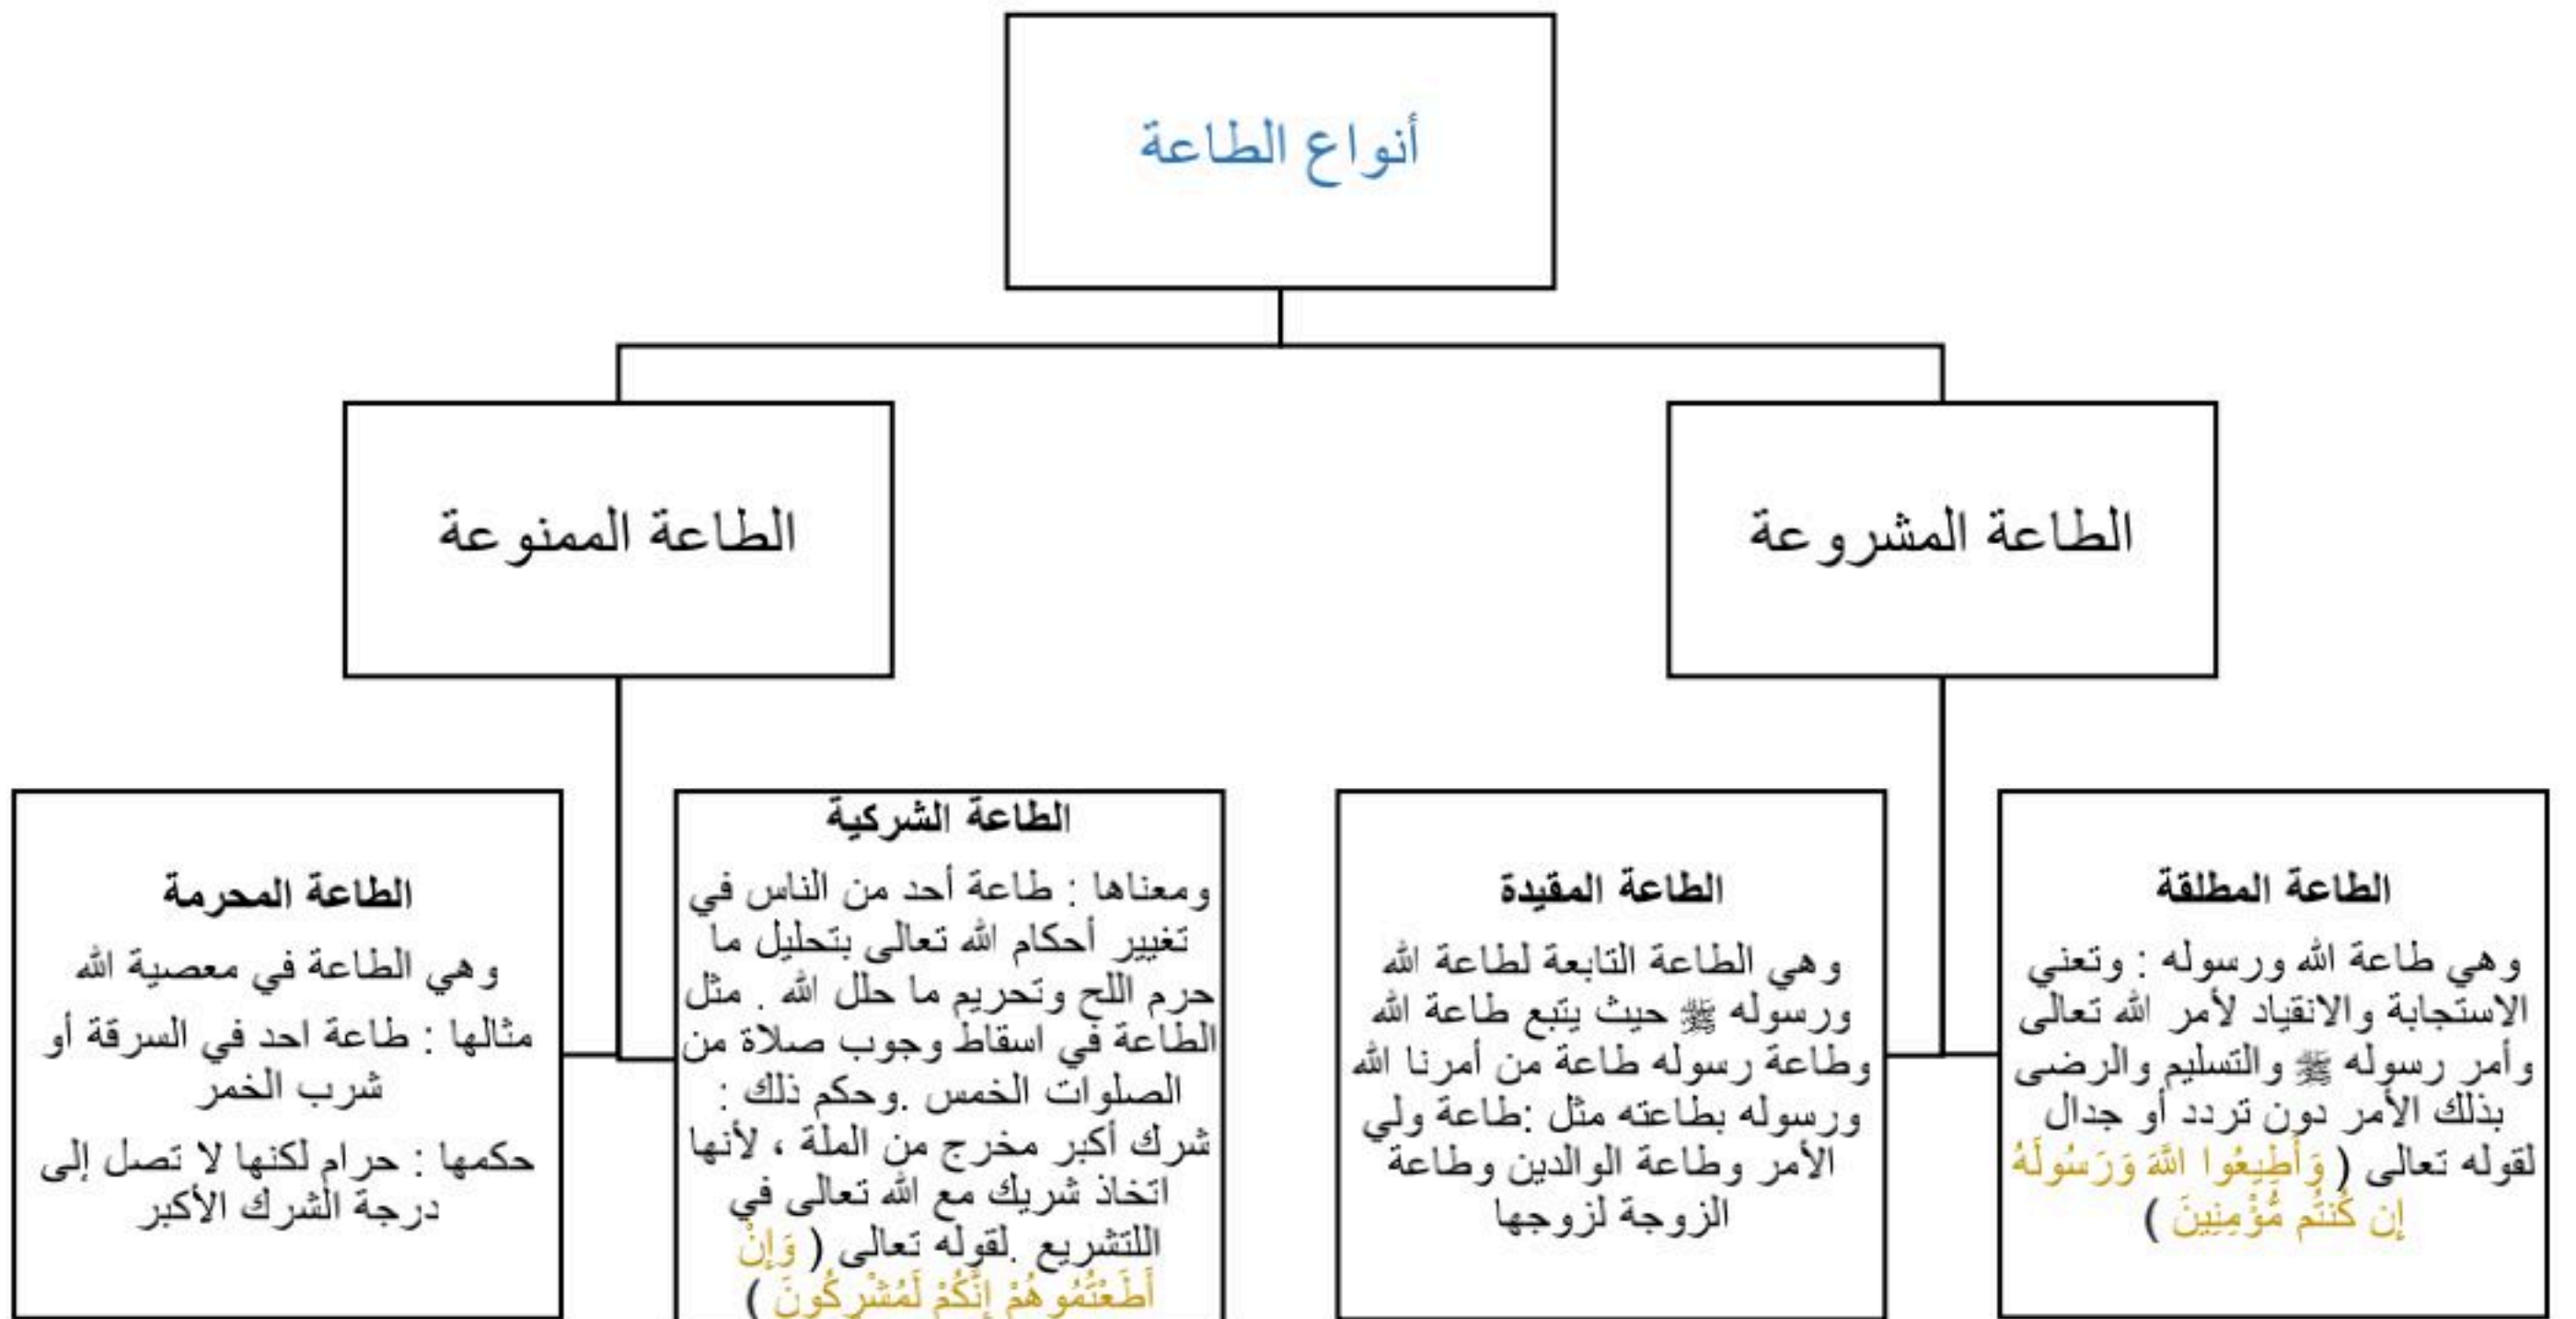 أنواع الطاعة
الطاعة المشروعة
الطاعة الممنوعة
الطاعة المطلقة
وهي طاعة الله ورسوله : وتعني
الاستجابة والانقياد لأمر الله تعالى
وأمر رسوله ﷺ والتسليم والرضى
بذلك الأمر دون تردد أو جدال
لقوله تعالى ( وَأَطِيعُوا اللَّهَ وَرَسُولَهُ
إِن كُنتُم مُّؤْمِنِينَ )
الطاعة المقيدة
وهي الطاعة التابعة لطاعة الله
ورسوله ﷺ حيث يتبع طاعة الله
وطاعة رسوله طاعة من أمرنا الله
ورسوله بطاعته مثل :طاعة ولي
الأمر وطاعة الوالدين وطاعة
الزوجة لزوجها
الطاعة الشركية
ومعناها : طاعة أحد من الناس في
تغيير أحكام الله تعالى بتحليل ما
حرم اللح وتحريم ما حلل الله . مثل
الطاعة في اسقاط وجوب صلاة من
الصلوات الخمس .وحكم ذلك :
شرك أكبر مخرج من الملة ، لأنها
اتخاذ شريك مع الله تعالى في
اللتشريع .لقوله تعالى ( وَإِنْ
أَطَعْتُمُوهُمْ إِنَّكُمْ لَمُشْرِكُونَ )
الطاعة المحرمة
وهي الطاعة في معصية الله
مثالها : طاعة احد في السرقة أو
شرب الخمر
حكمها : حرام لكنها لا تصل إلى
درجة الشرك الأكبر